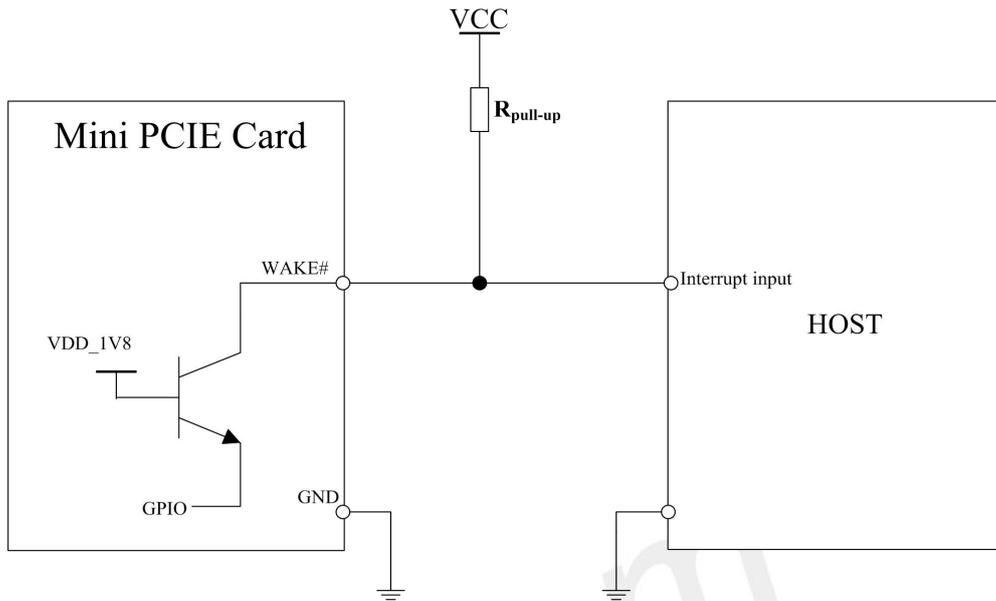 VCC
Rpull-up
Mini PCIE Card
WAKE#
Interrupt input
HOST
VDD_1V8
GND
GPIO